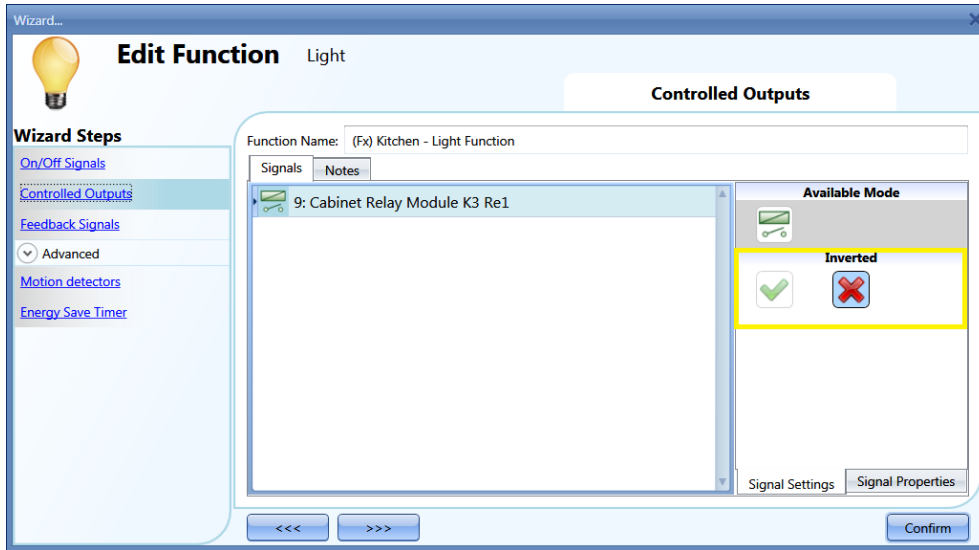 Wizard...
Edit Function Light
Controlled Outputs
Wizard Steps
On/Off Signals
Controlled Outputs
Feedback Signals
Advanced
Motion detectors
Energy Save Timer
Function Name: (Fx) Kitchen - Light Function
Signals Notes
9: Cabinet Relay Module K3 Re1
Available Mode
Inverted
Signal Settings Signal Properties
<<< >>> Confirm